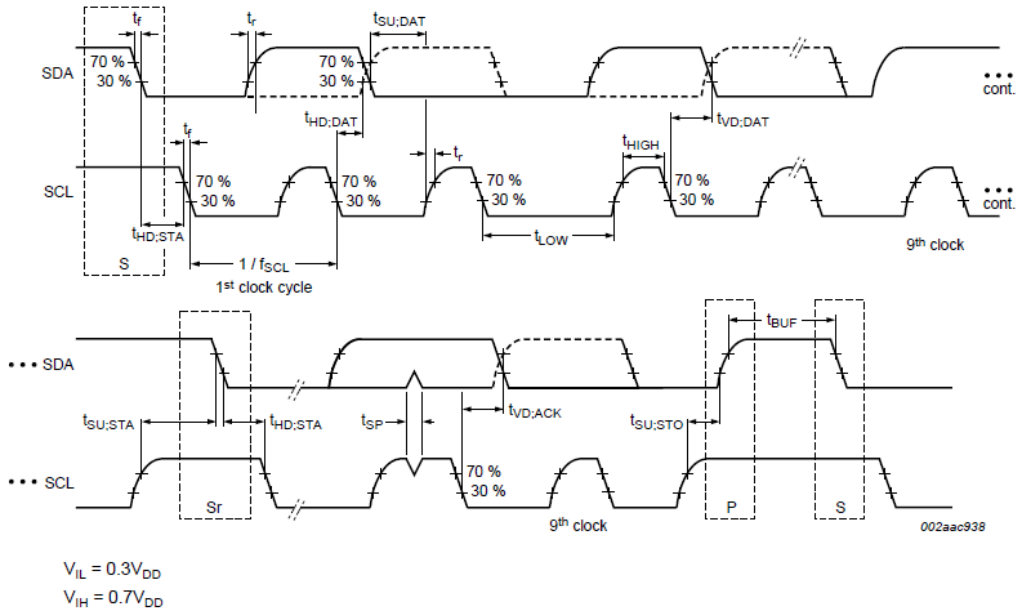 tf tr tSU;DAT
SDA 70 % 30 % 70 % 30 % ••• cont.
tHD;DAT tVD;DAT
tf tr tHIGH
SCL 70 % 30 % 70 % 30 % 70 % 30 % 70 % 30 % ••• cont.
tHD;STA tLOW 9th clock
S 1 / fSCL
1st clock cycle
tBUF
••• SDA
tSU;STA tHD;STA tSP tVD;ACK tSU;STO
••• SCL 70 % 30 %
Sr 9th clock P S
002aac938
VIL = 0.3VDD
VIH = 0.7VDD